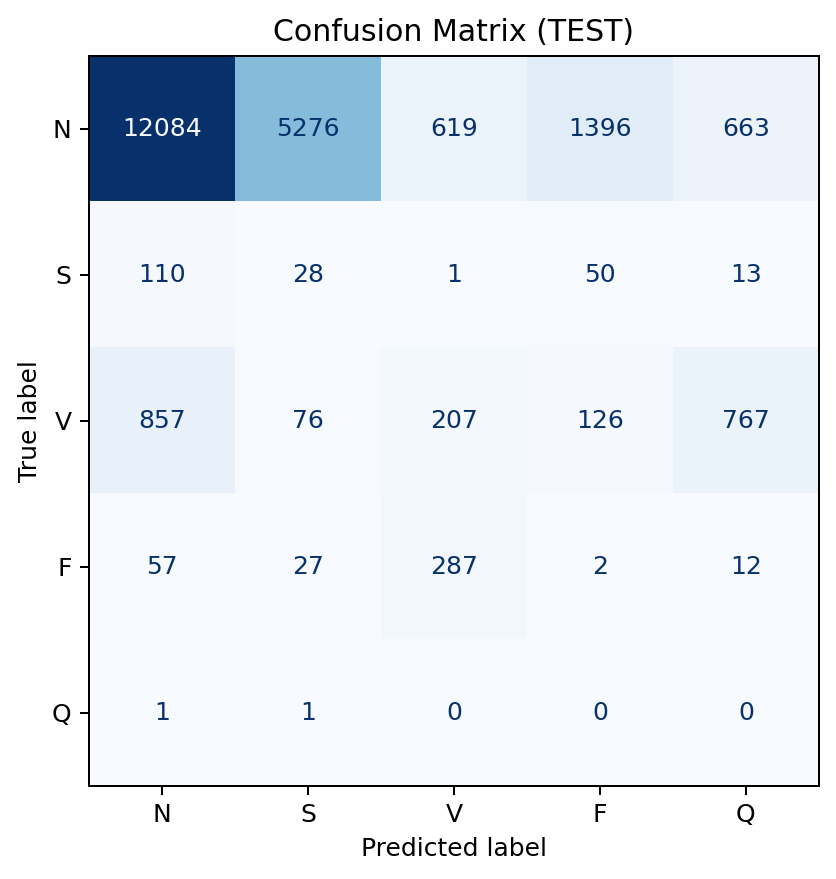 Confusion Matrix (TEST)
True label
N 12084 5276 619 1396 663
S 110 28 1 50 13
V 857 76 207 126 767
F 57 27 287 2 12
Q 1 1 0 0 0
N S V F Q
Predicted label